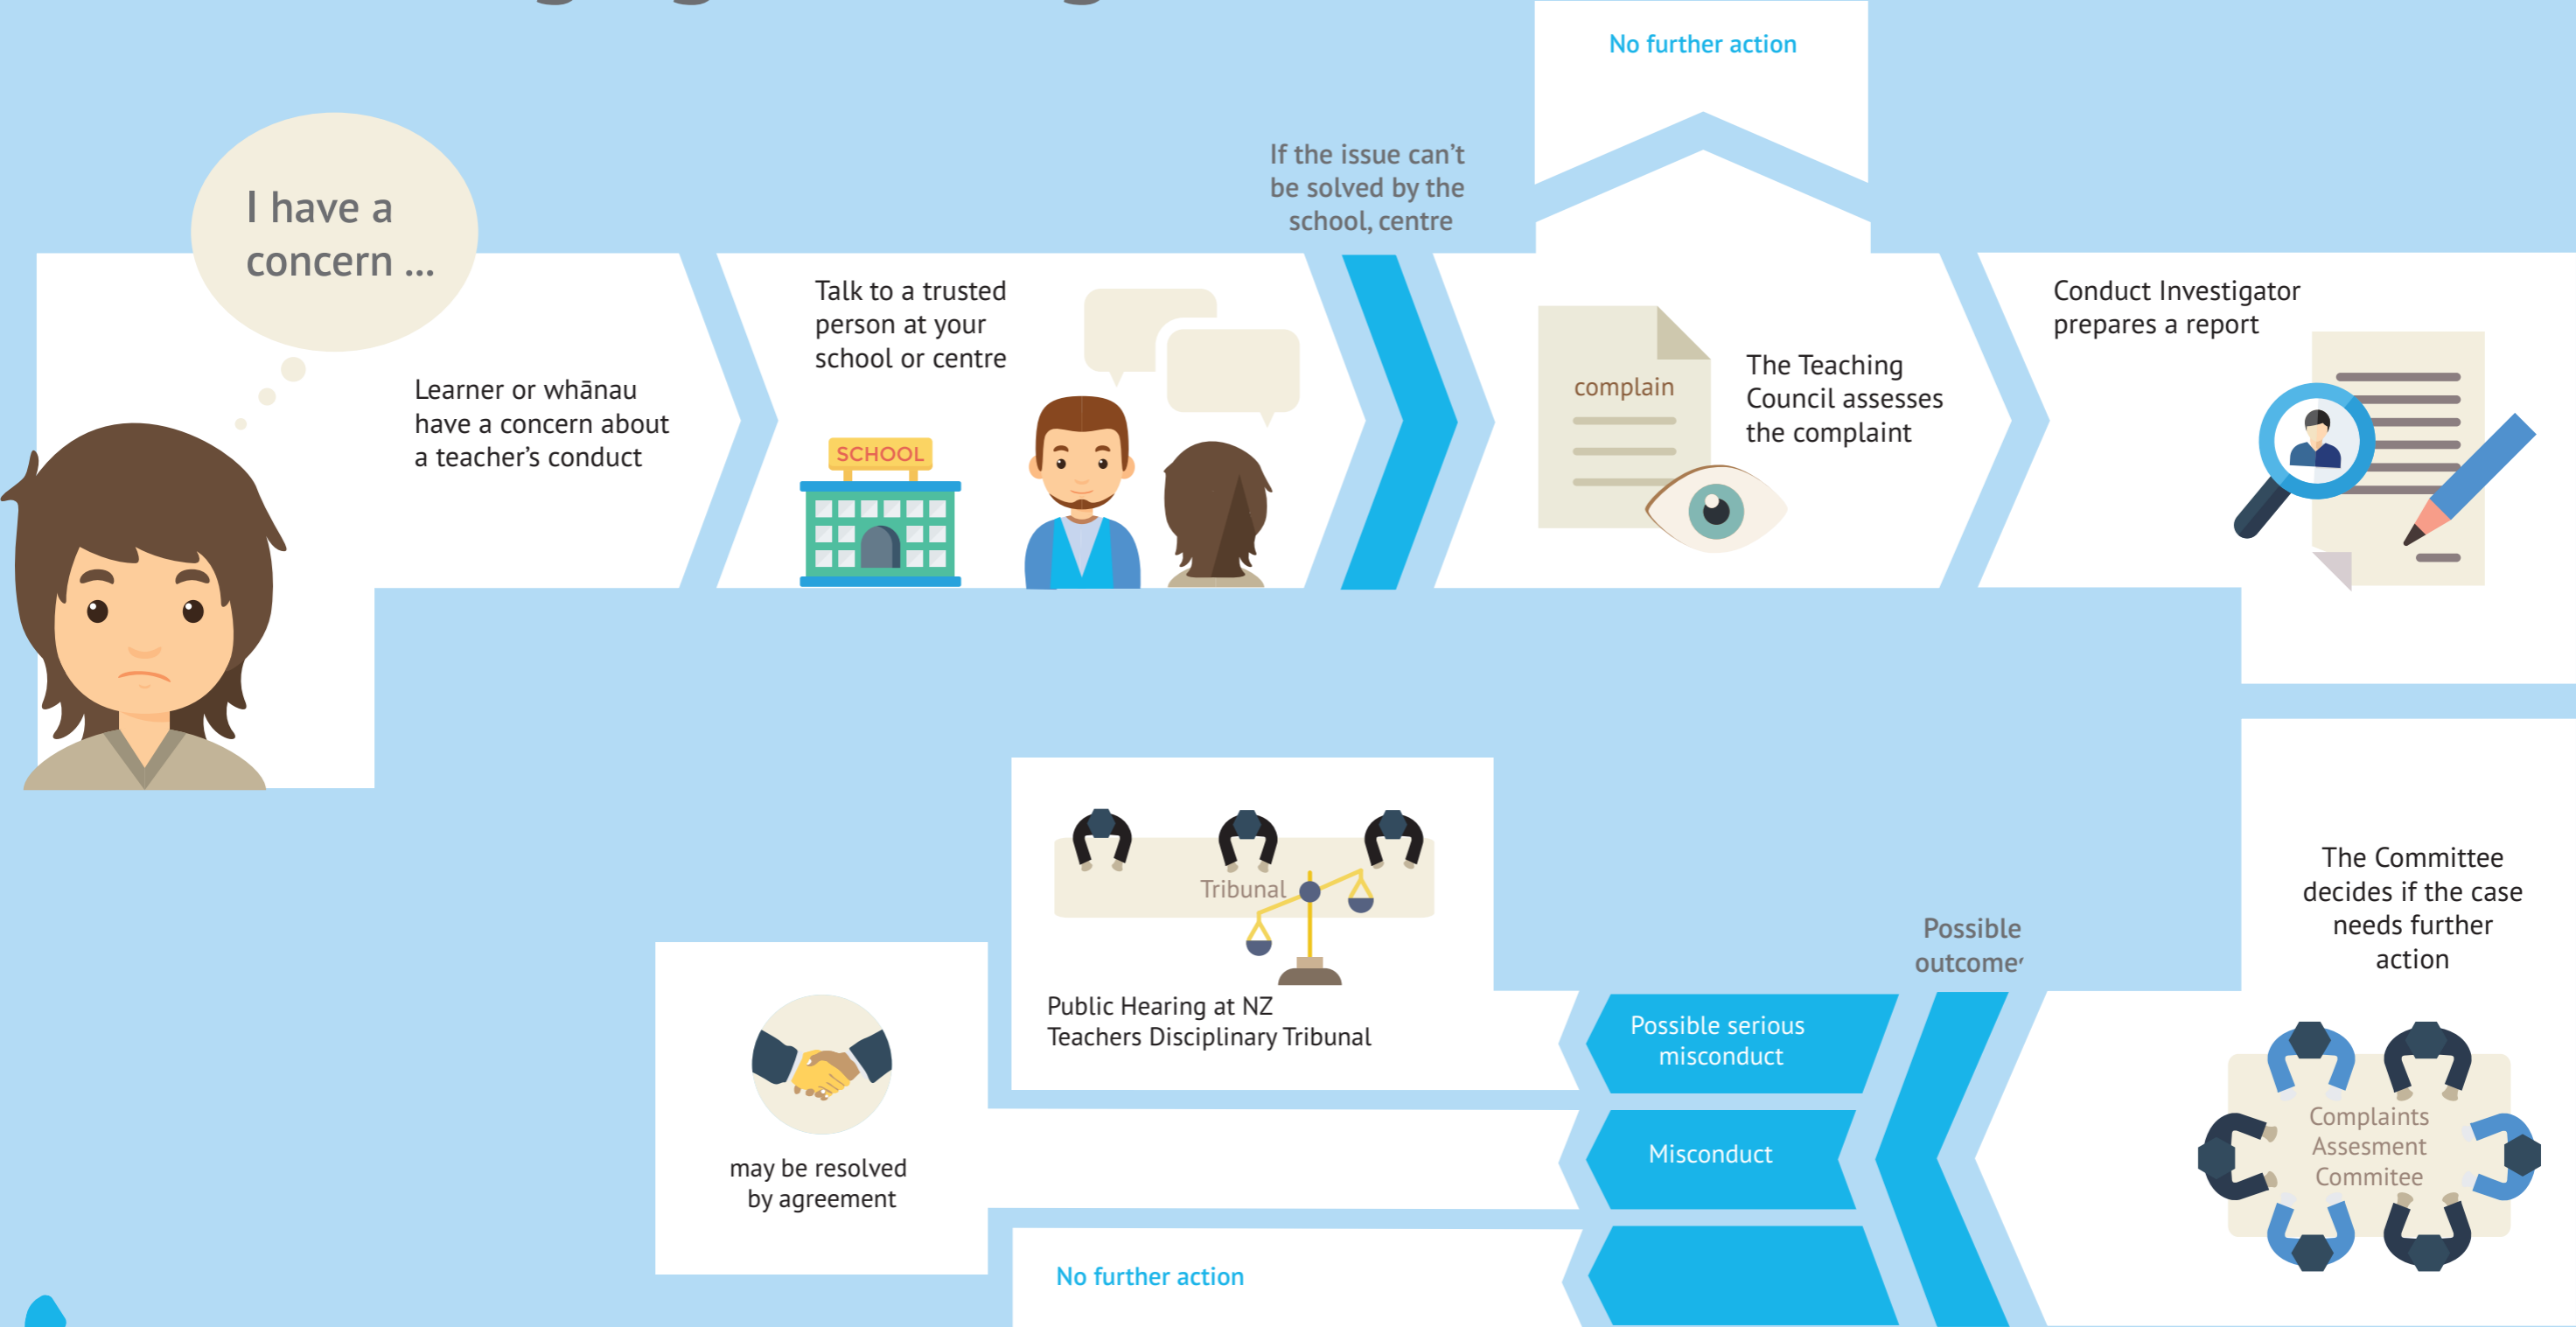 I have a
concern ...
Learner or whānau
have a concern about
a teacher's conduct
Talk to a trusted
person at your
school or centre
SCHOOL
If the issue can't
be solved by the
school, centre
No further action
complain
The Teaching
Council assesses
the complaint
Conduct Investigator
prepares a report
The Committee
decides if the case
needs further
action
Complaints
Assesment
Commitee
Possible
outcome
Possible serious
misconduct
Misconduct
Tribunal
Public Hearing at NZ
Teachers Disciplinary Tribunal
may be resolved
by agreement
No further action